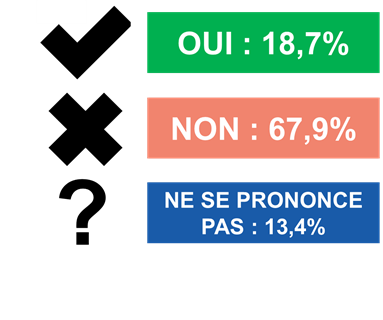 OUI : 18,7%
NON : 67,9%
?
NE SE PRONONCE
PAS : 13,4%